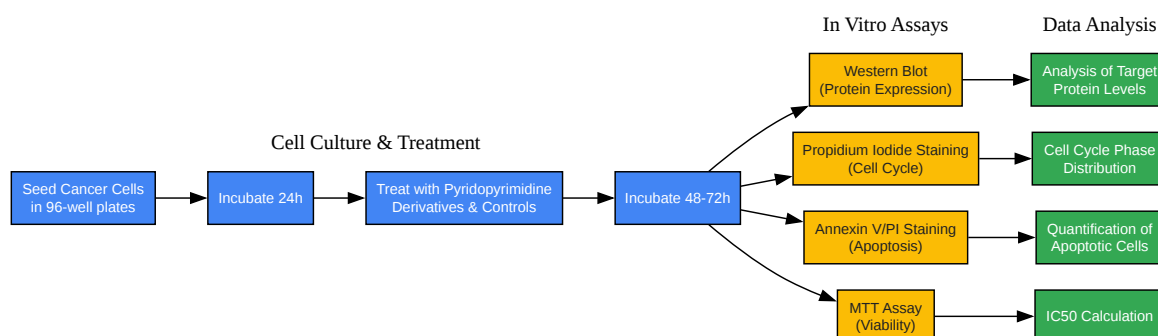 In Vitro Assays
Data Analysis
Western Blot
(Protein Expression)
Analysis of Target
Protein Levels
Cell Culture & Treatment
Propidium Iodide Staining
(Cell Cycle)
Cell Cycle Phase
Distribution
Seed Cancer Cells
in 96-well plates
Incubate 24h
Treat with Pyridopyrimidine
Derivatives & Controls
Incubate 48-72h
Annexin V/PI Staining
(Apoptosis)
Quantification of
Apoptotic Cells
MTT Assay
(Viability)
IC50 Calculation